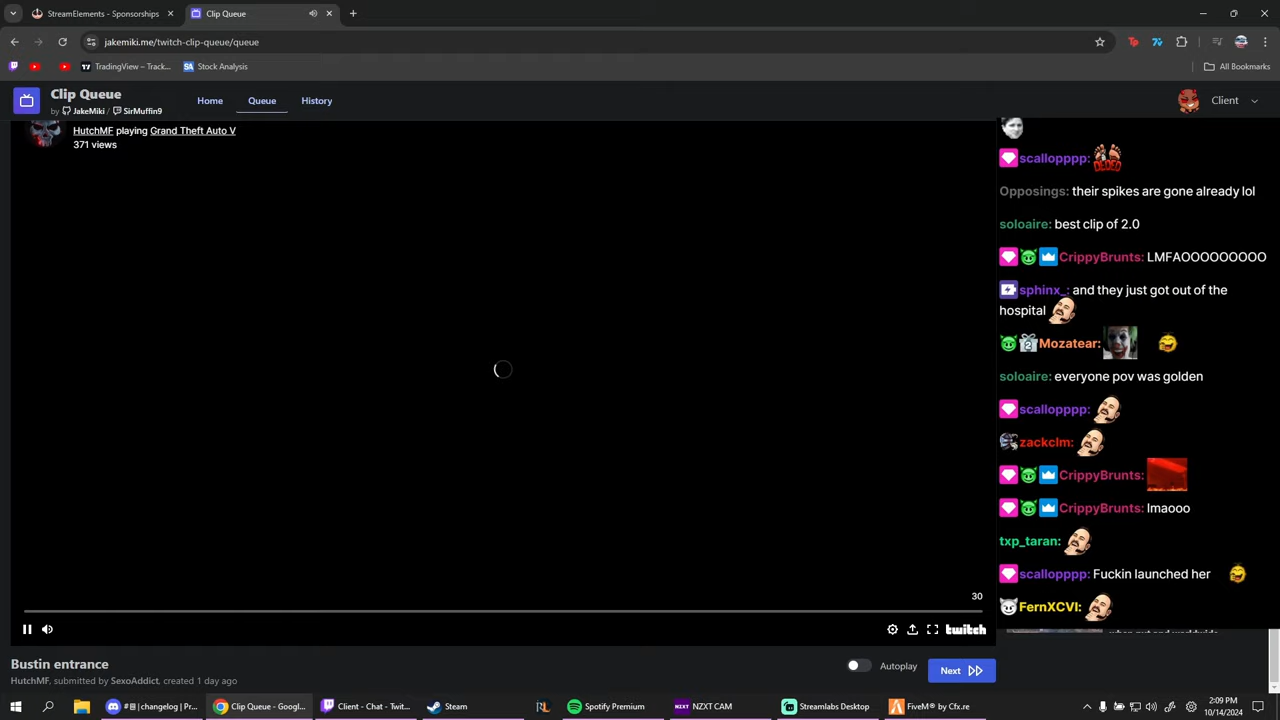 StreamElements - Sponsorships
Clip Queue
jakemiki.me/twitch-clip-queue/queue
TradingView – Track...
SA
Stock Analysis
All Bookmarks
Clip Queue
by JakeMiki / SirMuffin9
Home
Queue
History
Client
HutchMF playing Grand Theft Auto V
371 views
scallopppp:
Opposings: their spikes are gone already lol
soloaire: best clip of 2.0
CrippyBrunts: LMFAOOOOOOOOO
sphinx_: and they just got out of the
hospital
Mozatear:
soloaire: everyone pov was golden
scallopppp:
zackclm:
CrippyBrunts:
CrippyBrunts: lmaooo
txp_taran:
scallopppp: Fuckin launched her
FernXCVI:
30
twitch
Bustin entrance
HutchMF, submitted by SexoAddict, created 1 day ago
Autoplay
Next
|changelog | Pr...
Clip Queue - Googl...
Client - Chat - Twit...
Steam
Spotify Premium
NZXT
NZXT CAM
Streamlabs Desktop
FiveM® by Cfx.re
2:09 PM
10/14/2024